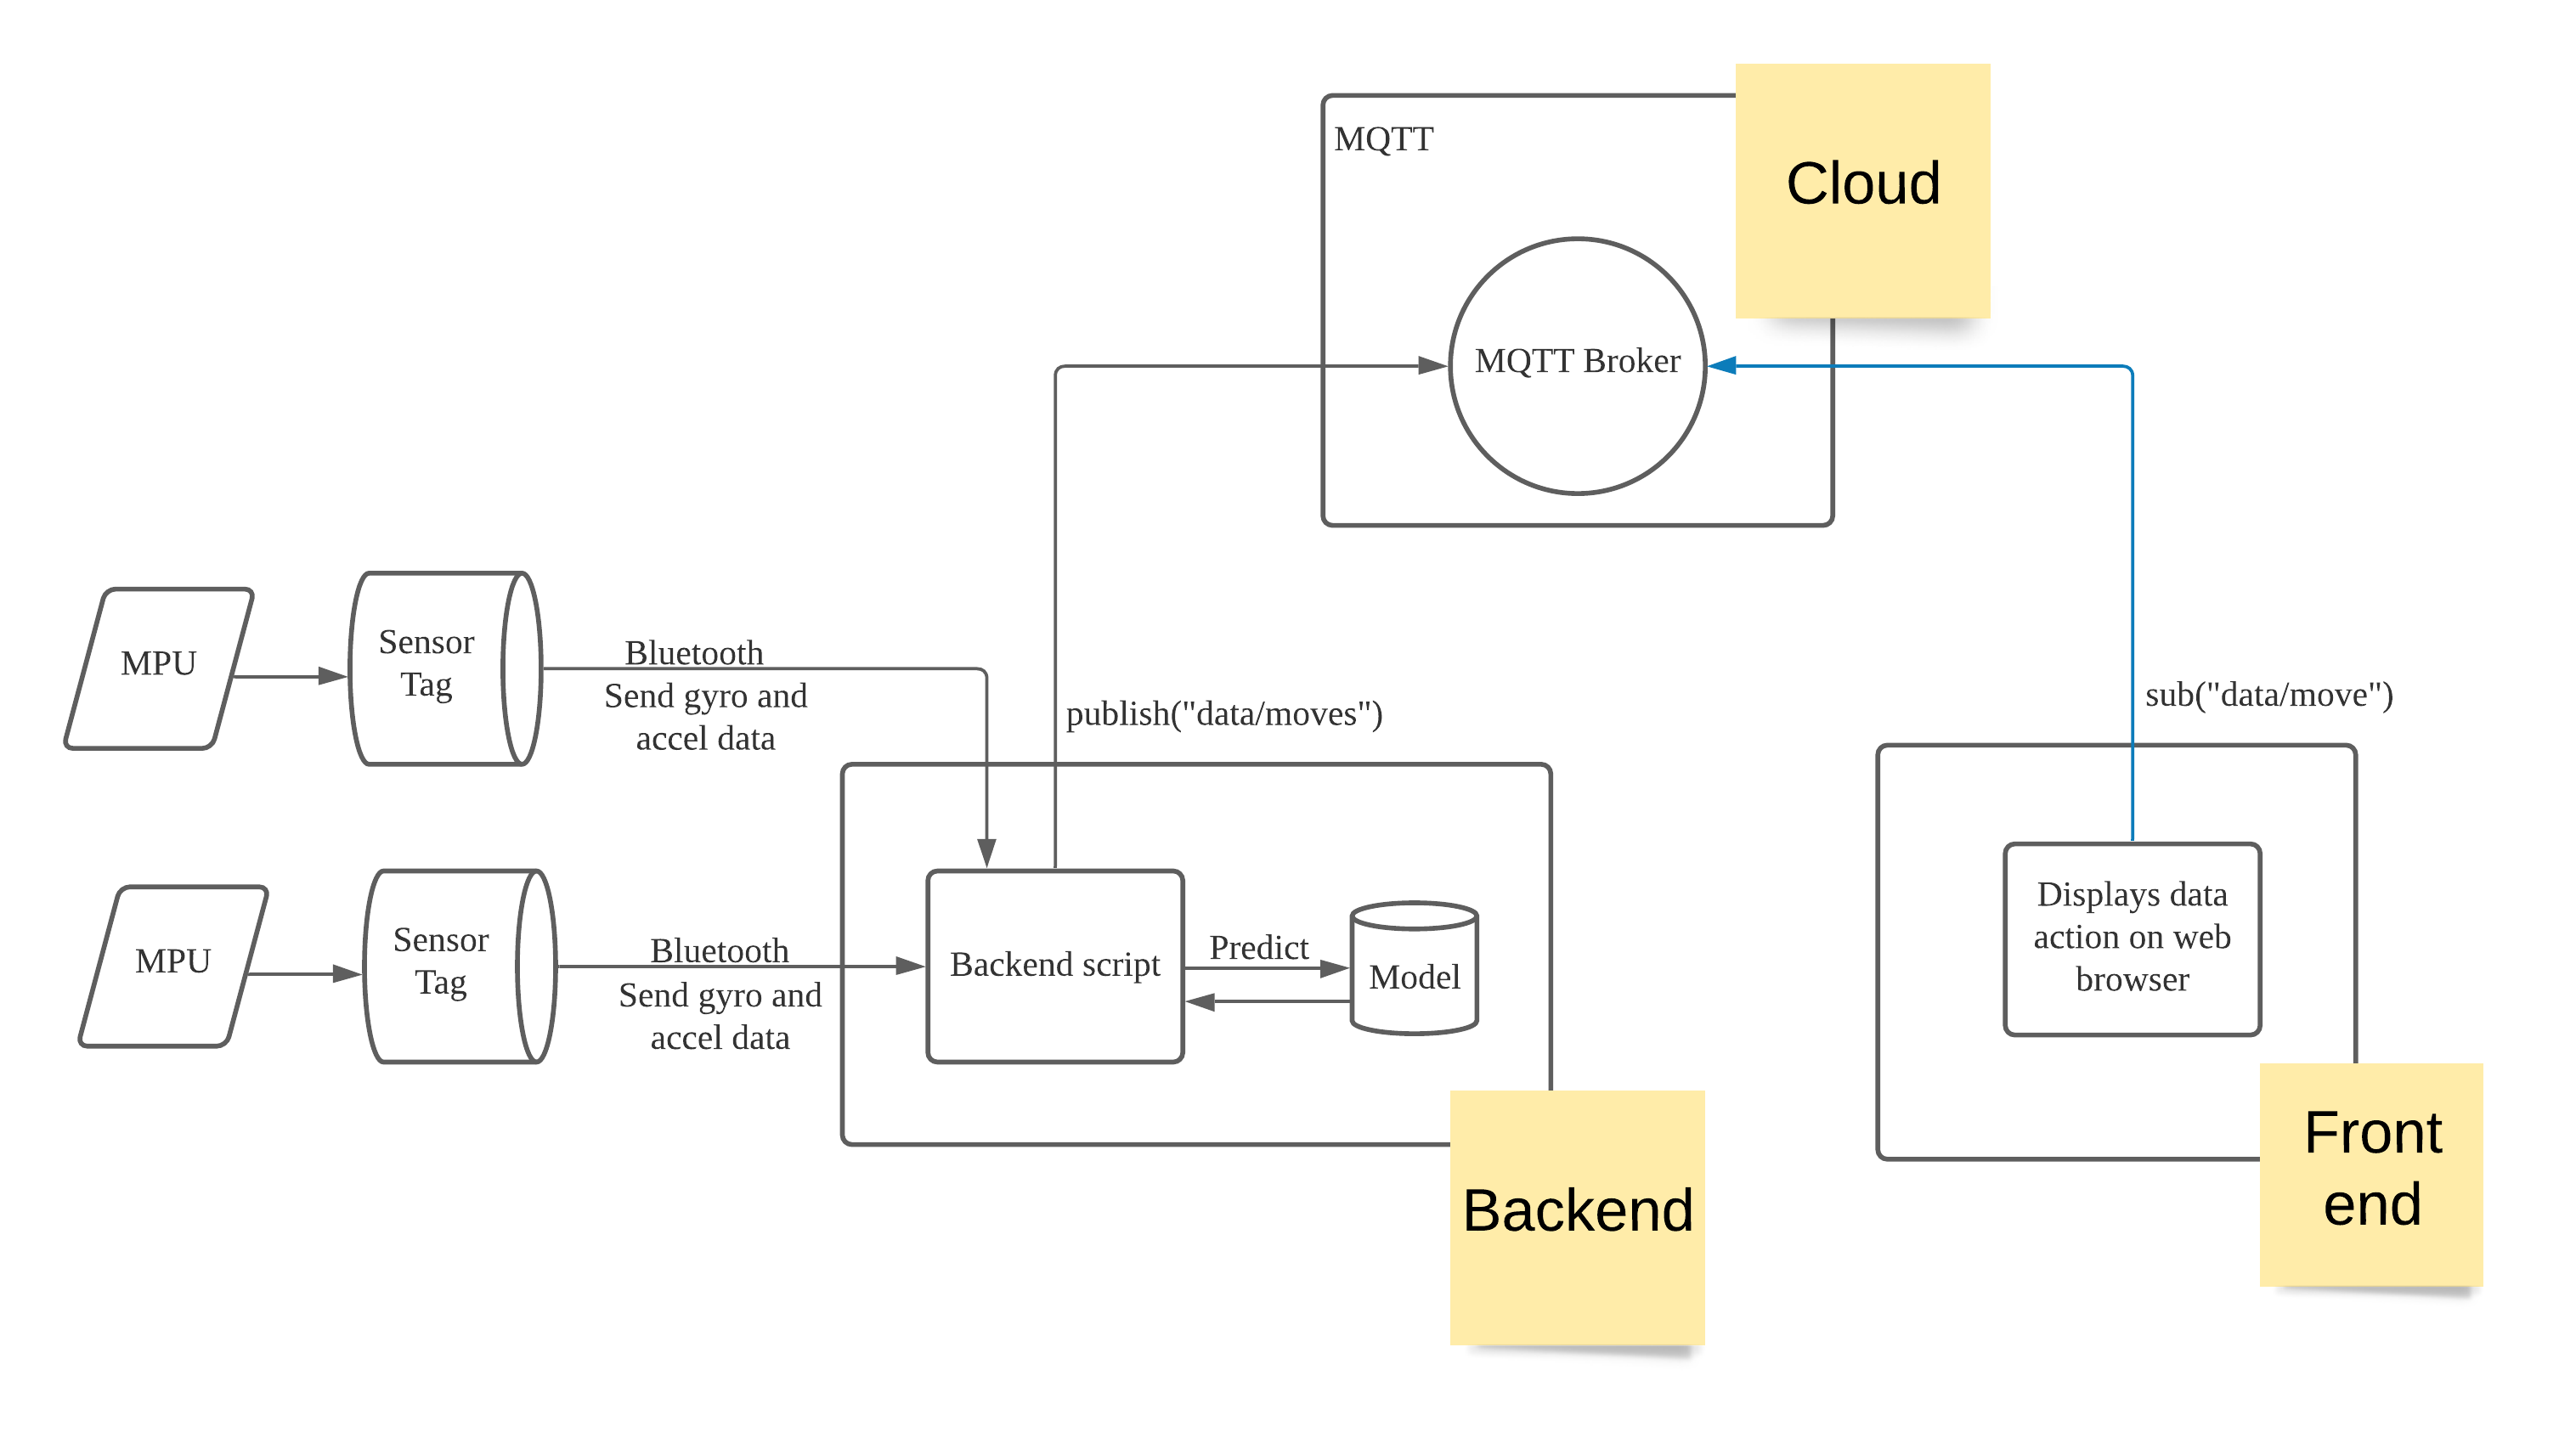 MQTT
Cloud
MQTT Broker
MPU
Sensor
Tag
Bluetooth
Send gyro and
accel data
publish("data/moves")
sub("data/move")
MPU
Sensor
Tag
Bluetooth
Send gyro and
accel data
Backend script
Predict
Model
Displays data
action on web
browser
Backend
Front
end